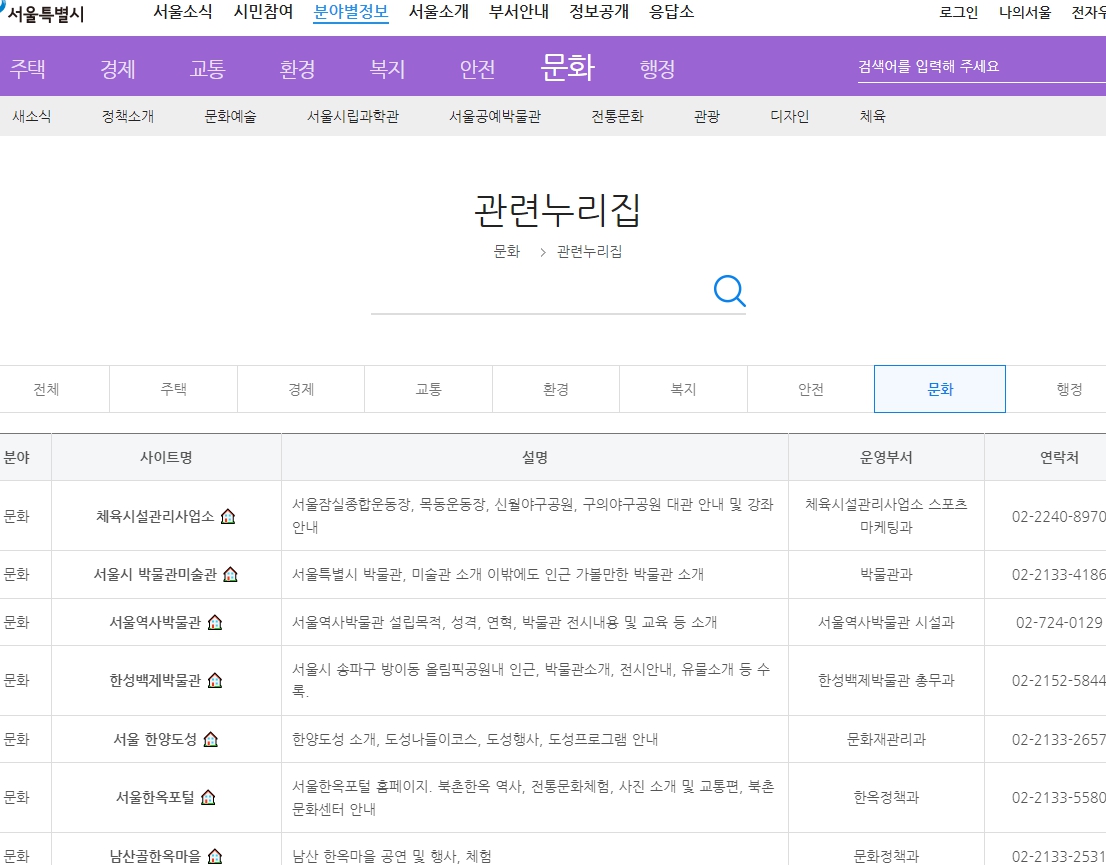 서울특별시 서울소식 시민참여 분야별정보 서울소개 부서안내 정보공개 응답소 로그인 나의서울
주택 경제 교통 환경 복지 안전 문화 행정 검색어를 입력해 주세요
새소식 정책소개 문화예술 서울시립과학관 서울공예박물관 전통문화 관광 디자인 체육
관련누리집
문화 > 관련누리집
전체 주택 경제 교통 환경 복지 안전 문화 행정
분야 사이트명 설명 운영부서 연락처
문화 체육시설관리사업소 서울잠실종합운동장, 목동운동장, 신월야구공원, 구의야구공원 대관 안내 및 강좌
안내 체육시설관리사업소 스포츠
마케팅과 02-2240-8970
문화 서울시 박물관미술관 서울특별시 박물관, 미술관 소개 이밖에도 인근 가볼만한 박물관 소개 박물관과 02-2133-4186
문화 서울역사박물관 서울역사박물관 설립목적, 성격, 연혁, 박물관 전시내용 및 교육 등 소개 서울역사박물관 시설과 02-724-0129
문화 한성백제박물관 서울시 송파구 방이동 올림픽공원내 인근, 박물관소개, 전시안내, 유물소개 등 수
록. 한성백제박물관 총무과 02-2152-5844
문화 서울 한양도성 한양도성 소개, 도성나들이코스, 도성행사, 도성프로그램 안내 문화재관리과 02-2133-2657
문화 서울한옥포털 서울한옥포털 홈페이지. 북촌한옥 역사, 전통문화체험, 사진 소개 및 교통편, 북촌
문화센터 안내 한옥정책과 02-2133-5580
문화 남산골한옥마을 남산 한옥마을 공연 및 행사, 체험 문화정책과 02-2133-2531